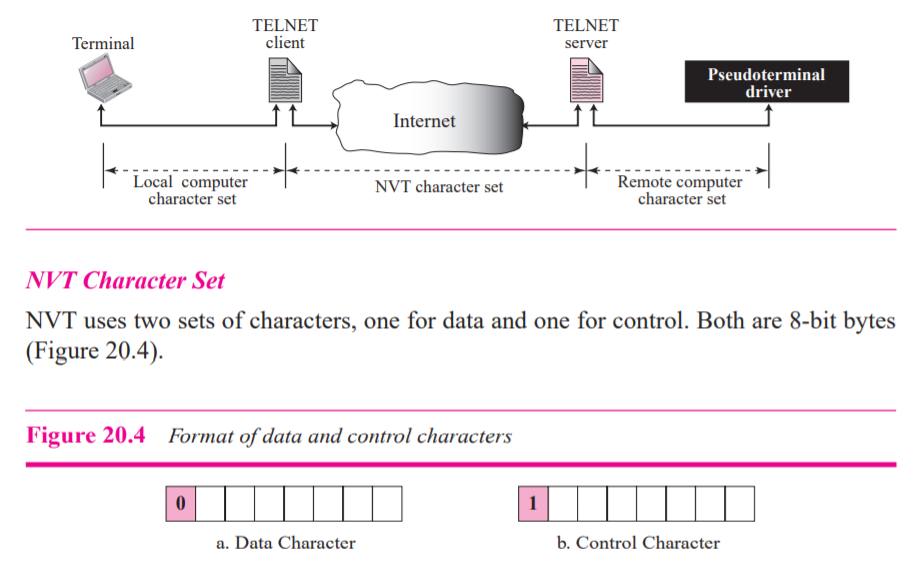 Terminal
TELNET
client
TELNET
server
Pseudoterminal
driver
Internet
Local computer
character set
NVT character set
Remote computer
character set
NVT Character Set
NVT uses two sets of characters, one for data and one for control. Both are 8-bit bytes
(Figure 20.4).
Figure 20.4 Format of data and control characters
0
1
a. Data Character
b. Control Character